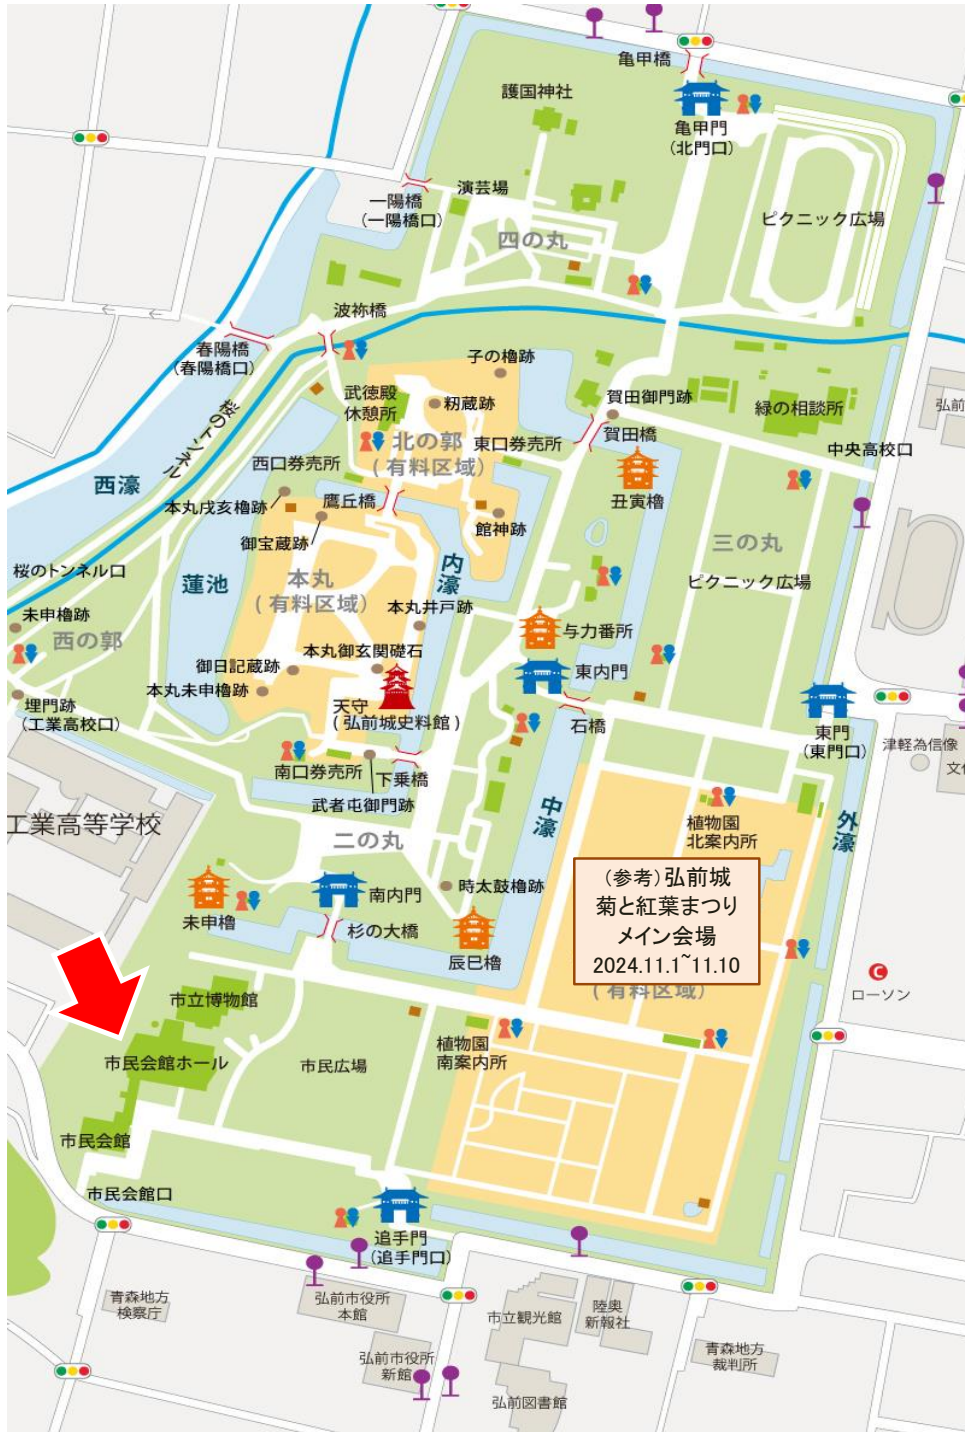 亀甲橋
護国神社
亀甲門
(北門口)
一陽橋
(一陽橋口)
演芸場
ピクニック広場
四の丸
波祢橋
春陽橋
(春陽橋口)
子の櫓跡
武徳殿
休憩所
籾蔵跡
賀田御門跡
緑の相談所
弘前
桜のトンネル
北の郭
(有料区域)
東口券売所
賀田橋
中央高校口
西口券売所
西濠
本丸戌亥櫓跡
鷹丘橋
丑寅櫓
御宝蔵跡
館神跡
三の丸
桜のトンネル口
蓮池
本丸
(有料区域)
内濠
ピクニック広場
未申櫓跡
本丸井戸跡
西の郭
与力番所
本丸御玄関礎石
御日記蔵跡
東内門
本丸未申櫓跡
埋門跡
(工業高校口)
天守
(弘前城史料館)
石橋
東門
(東門口)
津軽為信像
文化
南口券売所
下乗橋
武者屯御門跡
工業高等学校
中濠
外濠
植物園
北案内所
二の丸
(参考)弘前城
菊と紅葉まつり
メイン会場
2024.11.1~11.10
(有料区域)
南内門
時太鼓櫓跡
未申櫓
杉の大橋
辰巳櫓
C
ローソン
市立博物館
植物園
南案内所
市民会館ホール
市民広場
市民会館
市民会館口
追手門
(追手門口)
青森地方
検察庁
弘前市役所
本館
市立観光館
陸奥
新報社
弘前市役所
新館
青森地方
裁判所
弘前図書館